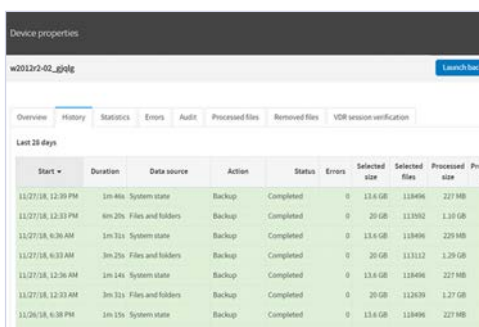 Device properties
w2012r2-02_gjqlg
Launch bac
Overview History Statistics Errors Audit Processed files Removed files VDR session verification
Last 26 days
Start Duration Data source Action Status Errors Selected size Selected files Processed size Pr
11/27/18, 12:39 PM 1m 46s System state Backup Completed 0 13.6 GB 118496 227 MB
11/27/18, 12:33 PM 6m 20s Files and folders Backup Completed 0 20 GB 113592 1.10 GB
11/27/18, 6:36 AM 1m 31s System state Backup Completed 0 13.6 GB 118496 229 MB
11/27/18, 6:33 AM 3m 25s Files and folders Backup Completed 0 20 GB 113112 1.29 GB
11/27/18, 12:36 AM 1m 14s System state Backup Completed 0 13.6 GB 118496 227 MB
11/27/18, 12:33 AM 3m 31s Files and folders Backup Completed 0 20 GB 112639 1.27 GB
11/26/18, 6:38 PM 1m 15s System state Backup Completed 0 13.6 GB 118496 227 MB